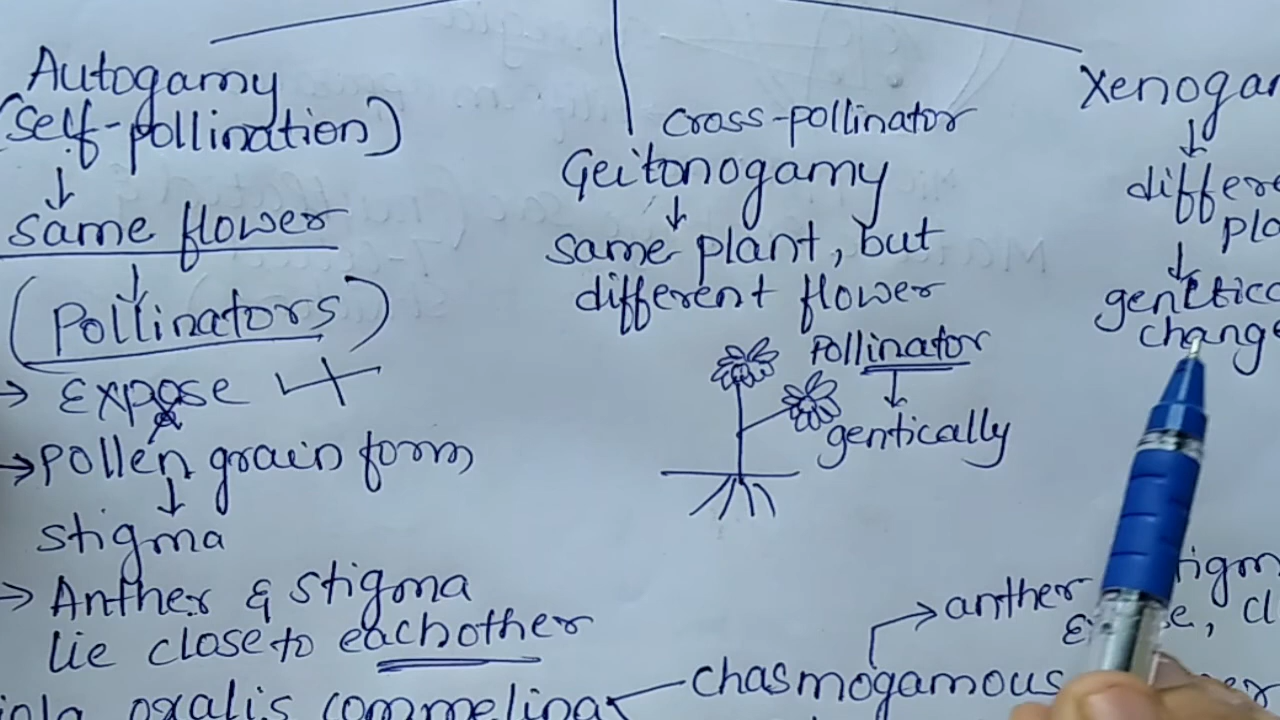 Autogamy
(self-pollination)
↓
same flower
↓
(Pollinators)
→ Expose
→ pollen grain form
↓
stigma
→ Anther & stigma
lie close to eachother
oxalis commelina
cross-pollinator
Geitonogamy
↓
same plant, but
different flower
pollinator
↓
gentically
chasmogamous
→ anther
Xenogam
↓
differe
pla
↓
genetica
change